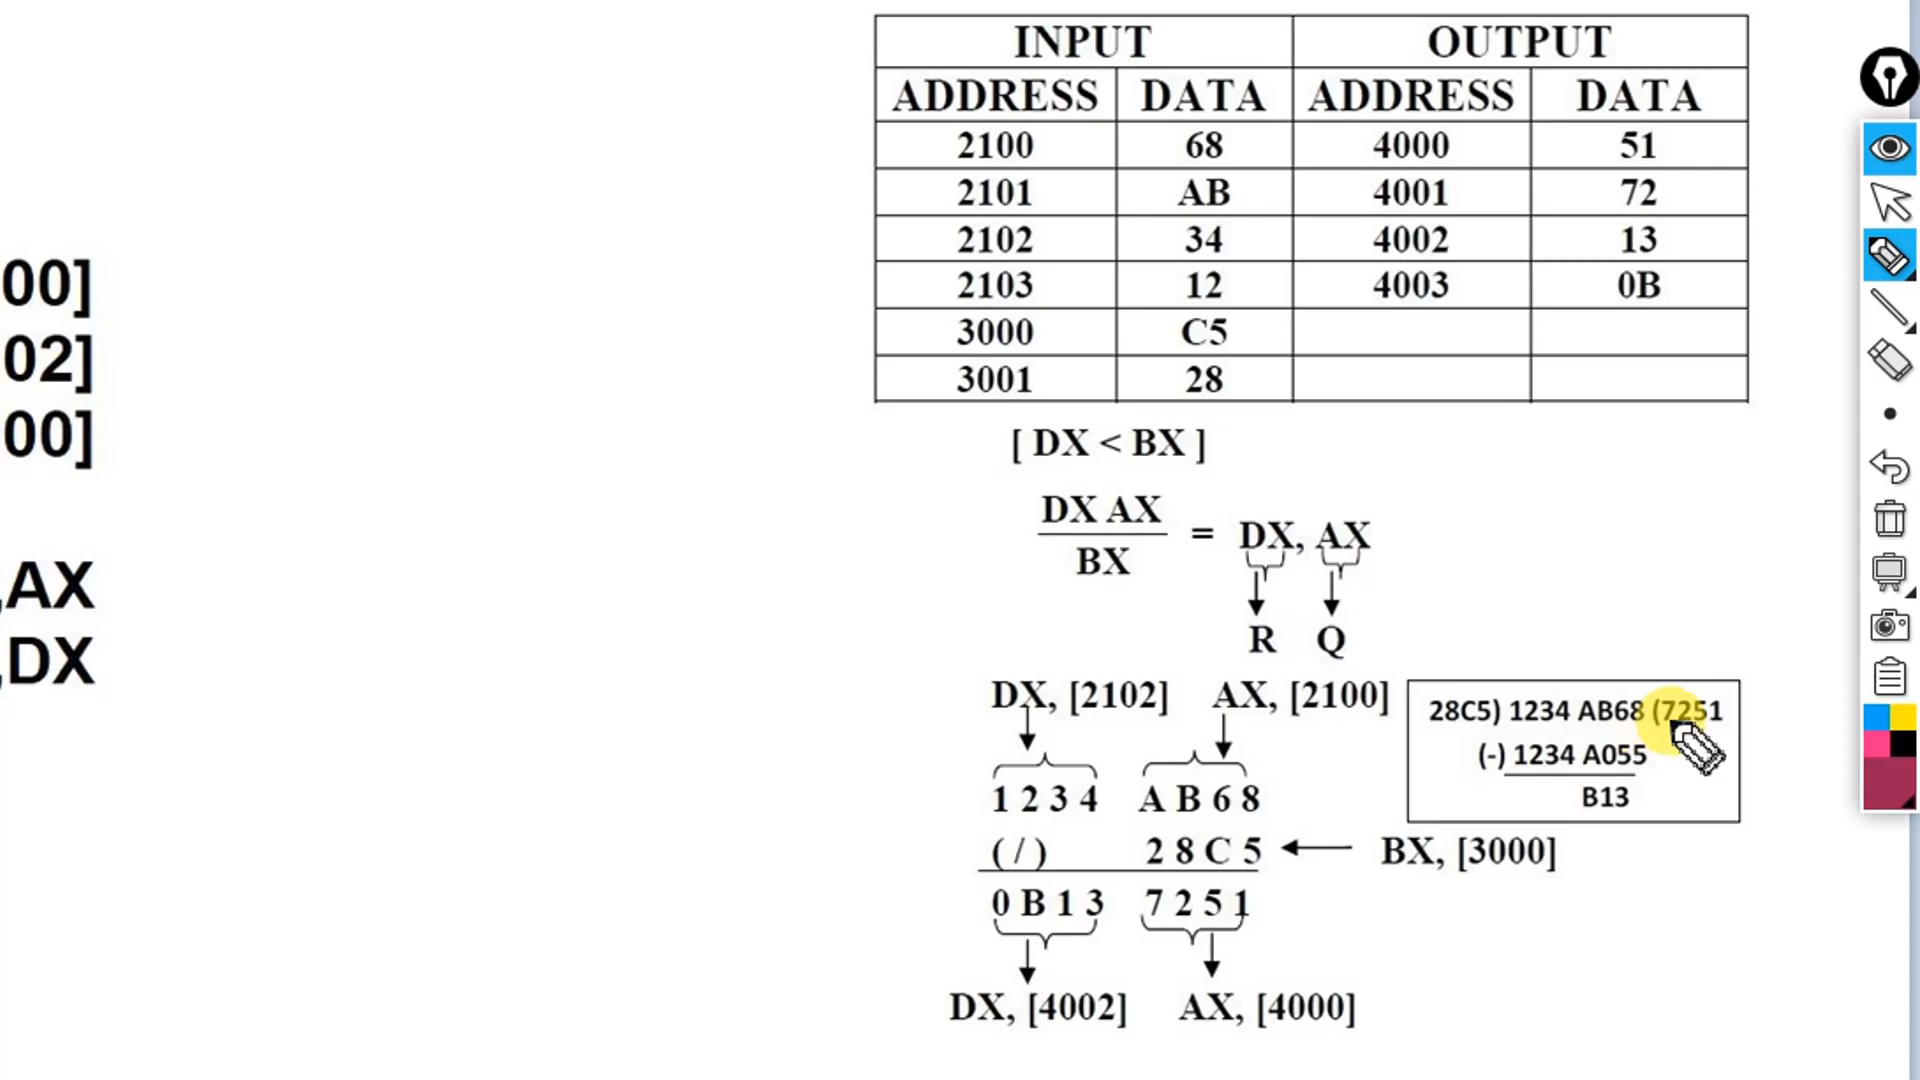 INPUT OUTPUT
ADDRESS DATA ADDRESS DATA
2100 68 4000 51
2101 AB 4001 72
2102 34 4002 13
2103 12 4003 0B
3000 C5
3001 28
00]
02]
00]
,AX
,DX
[ DX < BX ]
DX AX
BX
= DX, AX
R Q
DX, [2102] AX, [2100]
1 2 3 4 A B 6 8
( / ) 2 8 C 5 BX, [3000]
0 B 1 3 7 2 5 1
DX, [4002] AX, [4000]
28C5) 1234 AB68 (7251
(-) 1234 A055
B13